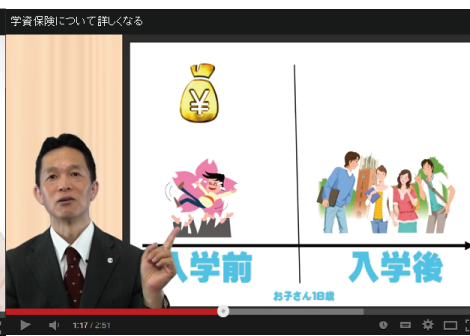 学資保険について詳しくなる
¥
入学前
入学後
お子さん18歳
1:17 / 2:51